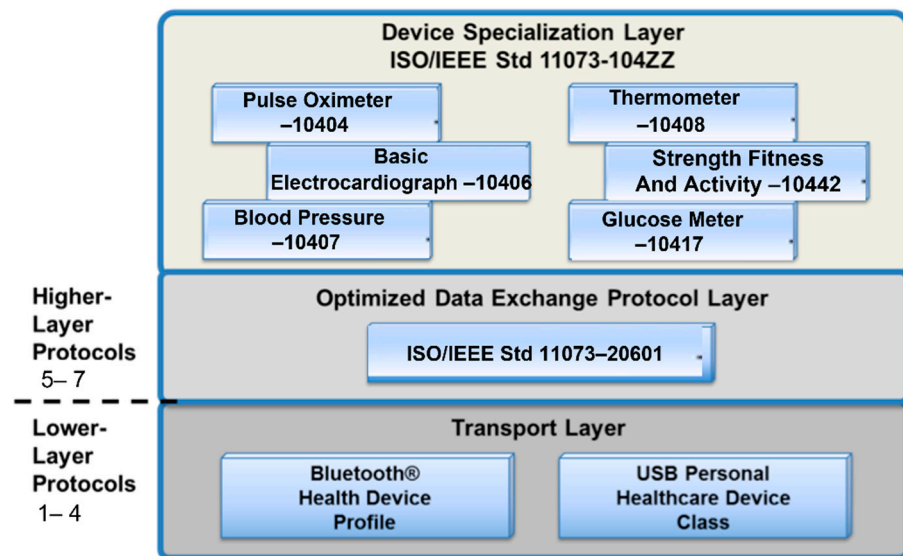 Device Specialization Layer
ISO/IEEE Std 11073-104ZZ
Pulse Oximeter
–10404
Thermometer
–10408
Basic
Electrocardiograph –10406
Strength Fitness
And Activity –10442
Blood Pressure
–10407
Glucose Meter
–10417
Higher-
Layer
Protocols
5– 7
Optimized Data Exchange Protocol Layer
ISO/IEEE Std 11073–20601
Lower-
Layer
Protocols
1– 4
Transport Layer
Bluetooth®
Health Device
Profile
USB Personal
Healthcare Device
Class